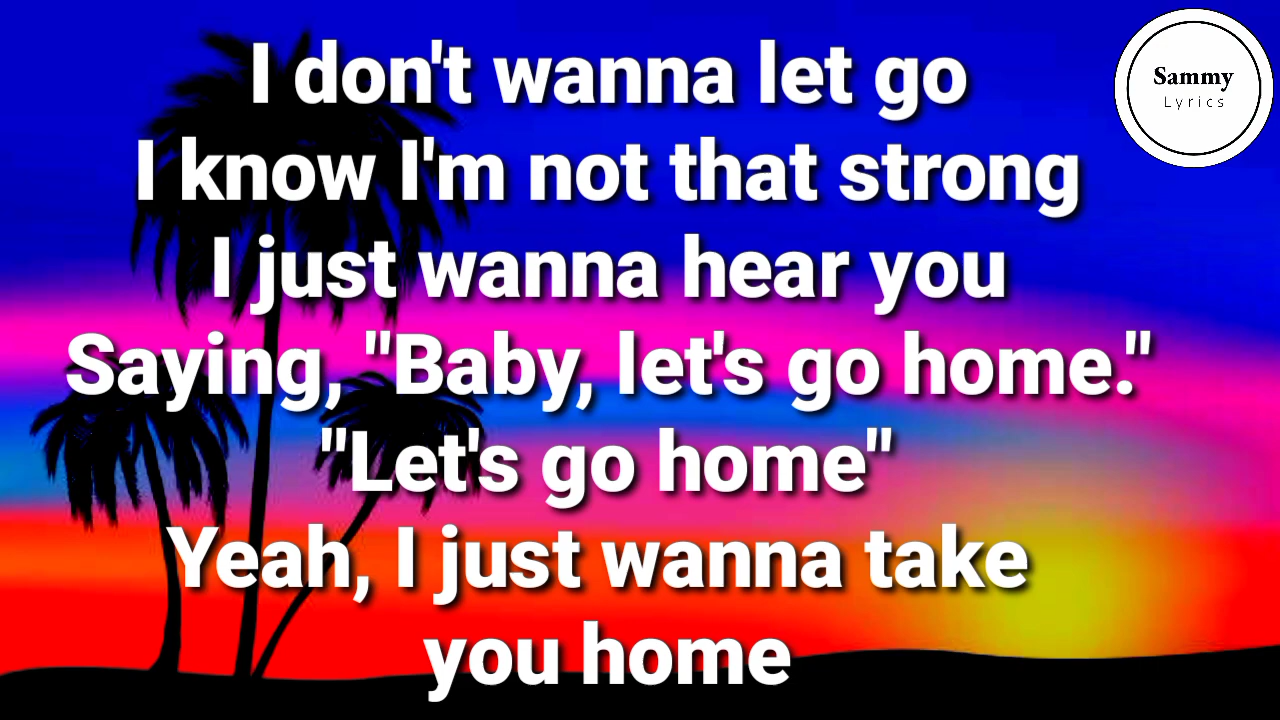 I don't wanna let go
I know I'm not that strong
I just wanna hear you
Saying, "Baby, let's go home."
"Let's go home"
Yeah, I just wanna take
you home
Sammy
Lyrics